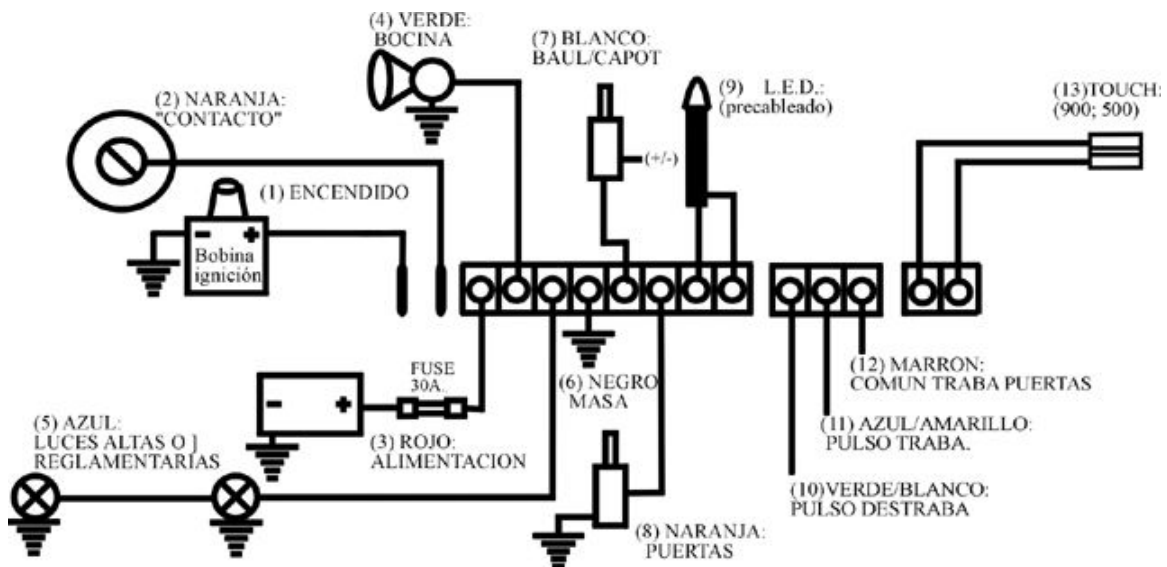 (4) VERDE:
BOCINA
(7) BLANCO:
BAUL/CAPOT
(9) L.E.D.:
(precableado)
(13)TOUCH:
(900; 500)
(2) NARANJA:
"CONTACTO"
(+/-)
(1) ENCENDIDO
- +
Bobina
ignición
FUSE
30A.
- +
(3) ROJO:
ALIMENTACION
(6) NEGRO
MASA
(12) MARRON:
COMUN TRABA PUERTAS
(11) AZUL/AMARILLO:
PULSO TRABA.
(10)VERDE/BLANCO:
PULSO DESTRABA
(5) AZUL:
LUCES ALTAS O ]
REGLAMENTARIAS
(8) NARANJA:
PUERTAS